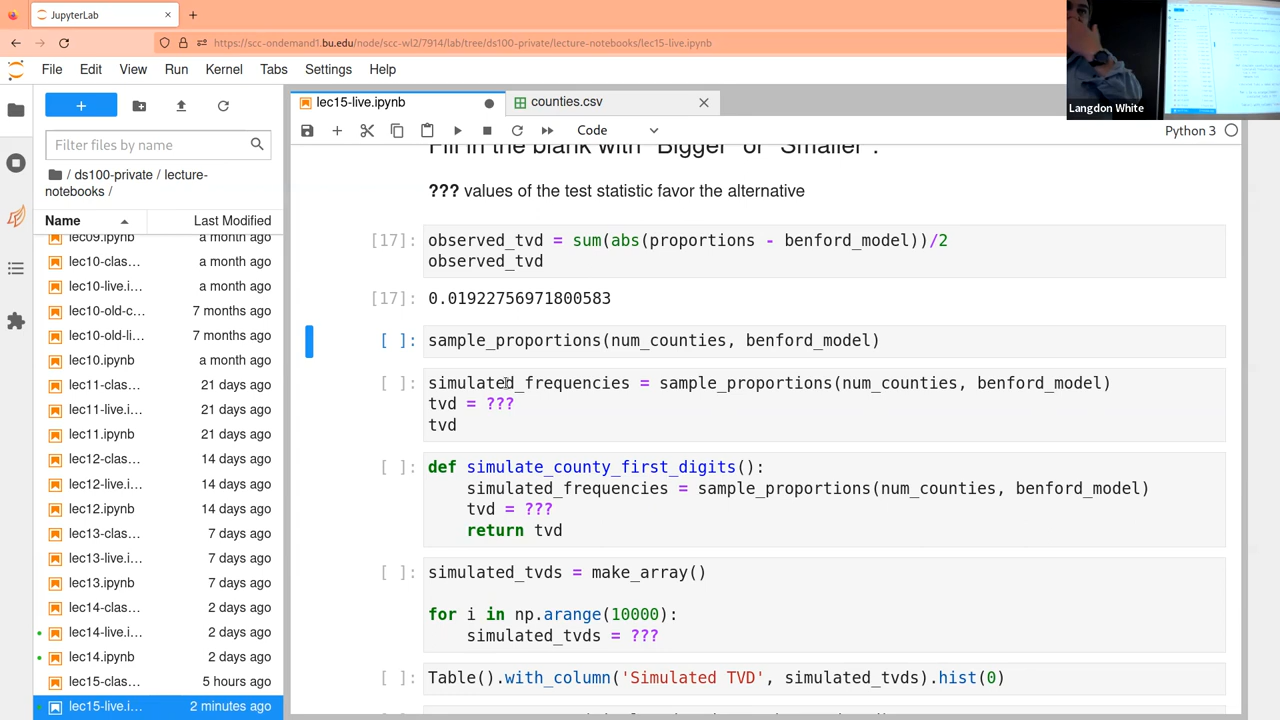 JupyterLab
https://scc-ondemand1.bu.edu/node/scc-wl2/7914/lab/tree/ds100-private/lecture-notebooks/lec15-live.ipynb
File Edit View Run Kernel Tabs Settings Help
Langdon White
lec15-live.ipynb
counties.csv
Code
Python 3
Filter files by name
/ ds100-private / lecture-
notebooks /
Name Last Modified
lec09.ipynb a month ago
lec10-clas… a month ago
lec10-live.i… a month ago
lec10-old-c… 7 months ago
lec10-old-li… 7 months ago
lec10.ipynb a month ago
lec11-clas… 21 days ago
lec11-live.i… 21 days ago
lec11.ipynb 21 days ago
lec12-clas… 14 days ago
lec12-live.i… 14 days ago
lec12.ipynb 14 days ago
lec13-clas… 7 days ago
lec13-live.i… 7 days ago
lec13.ipynb 7 days ago
lec14-clas… 2 days ago
lec14-live.i… 2 days ago
lec14.ipynb 2 days ago
lec15-clas… 5 hours ago
lec15-live.i… 2 minutes ago
Fill in the blank with "Bigger" or "Smaller".
??? values of the test statistic favor the alternative
[17]: observed_tvd = sum(abs(proportions - benford_model))/2
observed_tvd
[17]: 0.01922756971800583
[ ]: sample_proportions(num_counties, benford_model)
[ ]: simulated_frequencies = sample_proportions(num_counties, benford_model)
tvd = ???
tvd
[ ]: def simulate_county_first_digits():
simulated_frequencies = sample_proportions(num_counties, benford_model)
tvd = ???
return tvd
[ ]: simulated_tvds = make_array()
for i in np.arange(10000):
simulated_tvds = ???
[ ]: Table().with_column('Simulated TVD', simulated_tvds).hist(0)